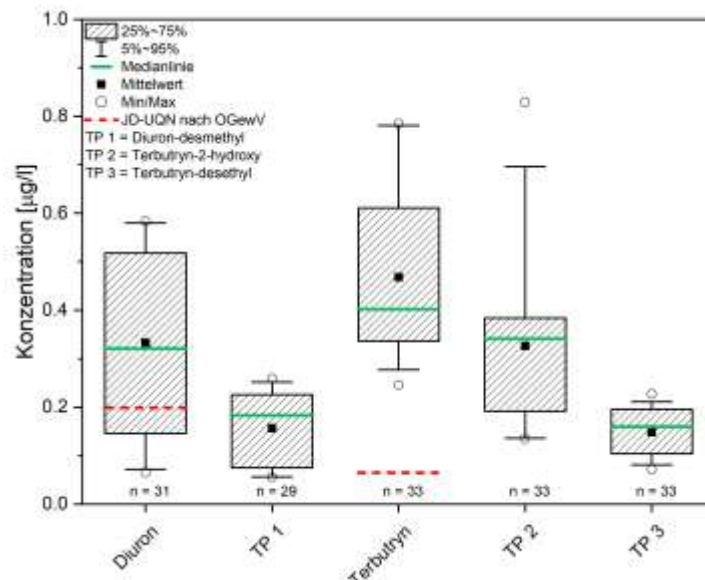 25%~75%
5%~95%
Medianlinie
Mittelwert
Min/Max
JD-UQN nach OGewV
TP 1 = Diuron-desmethyl
TP 2 = Terbutryn-2-hydroxy
TP 3 = Terbutryn-desethyl
Konzentration [µg/l]
1.0
0.8
0.6
0.4
0.2
0.0
n = 31
n = 29
n = 33
n = 33
n = 33
Diuron
TP 1
Terbutryn
TP 2
TP 3